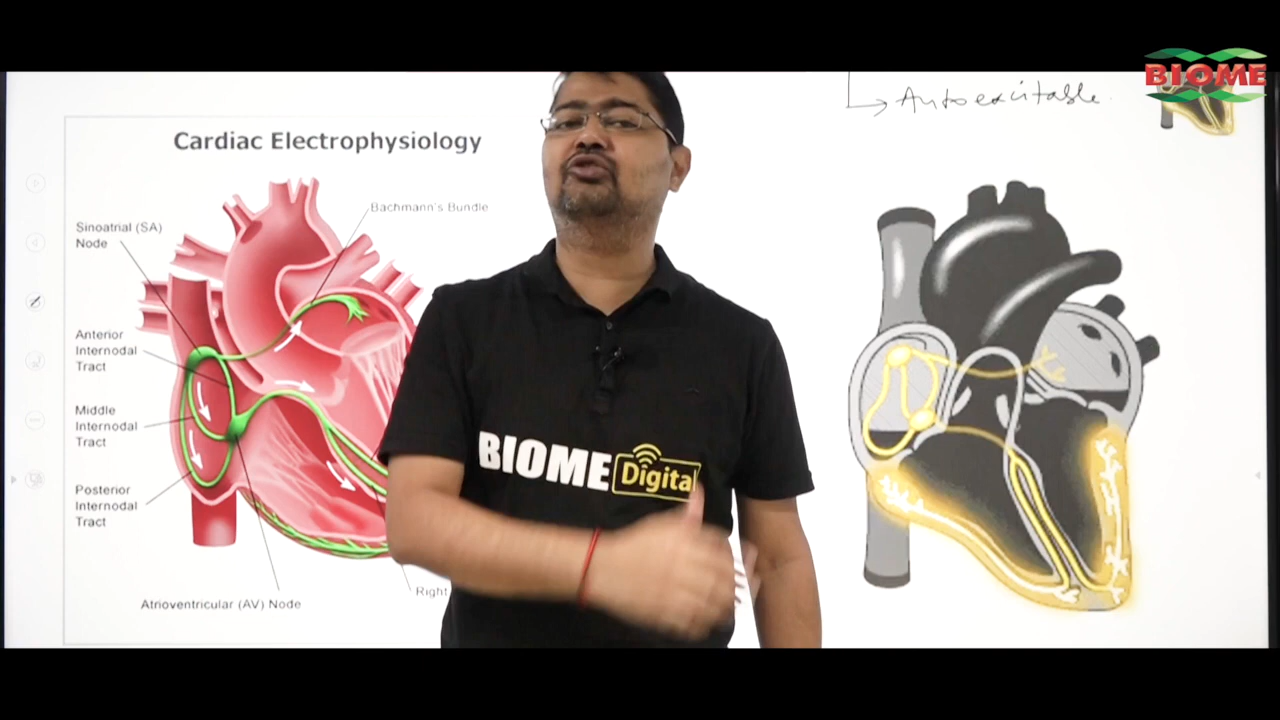 BIOME
Autoexcitable
Cardiac Electrophysiology
Bachmann's Bundle
Sinoatrial (SA)
Node
Anterior
Internodal
Tract
Middle
Internodal
Tract
Posterior
Internodal
Tract
Atrioventricular (AV) Node
Right
BIOME Digital